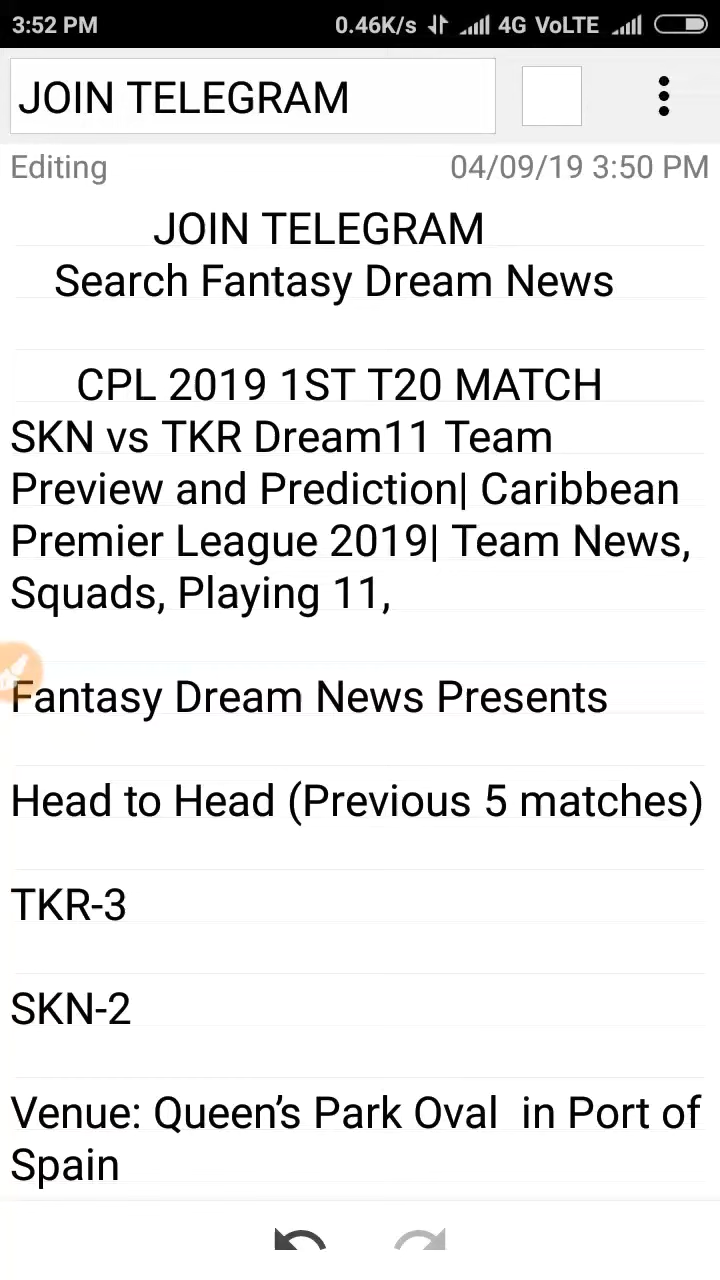 3:52 PM 0.46K/s 4G VoLTE
JOIN TELEGRAM
Editing 04/09/19 3:50 PM
JOIN TELEGRAM
Search Fantasy Dream News
CPL 2019 1ST T20 MATCH
SKN vs TKR Dream11 Team
Preview and Prediction| Caribbean
Premier League 2019| Team News,
Squads, Playing 11,
Fantasy Dream News Presents
Head to Head (Previous 5 matches)
TKR-3
SKN-2
Venue: Queen’s Park Oval  in Port of
Spain